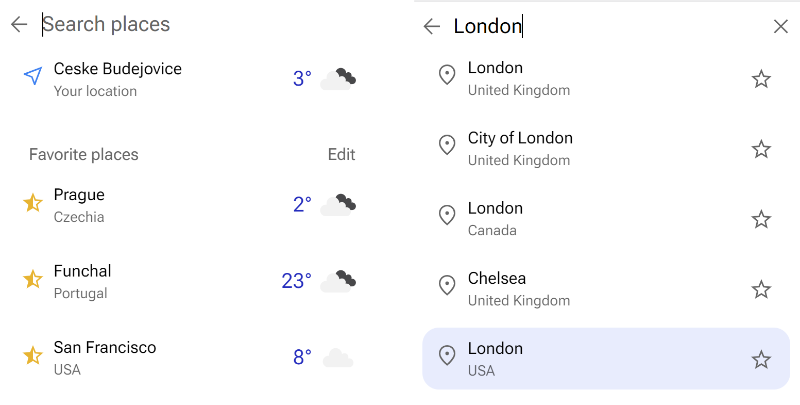 Search places
Ceske Budejovice
3°
Your location
Favorite places
Edit
Prague
2°
Czechia
Funchal
23°
Portugal
San Francisco
8°
USA
London
London
United Kingdom
City of London
United Kingdom
London
Canada
Chelsea
United Kingdom
London
USA